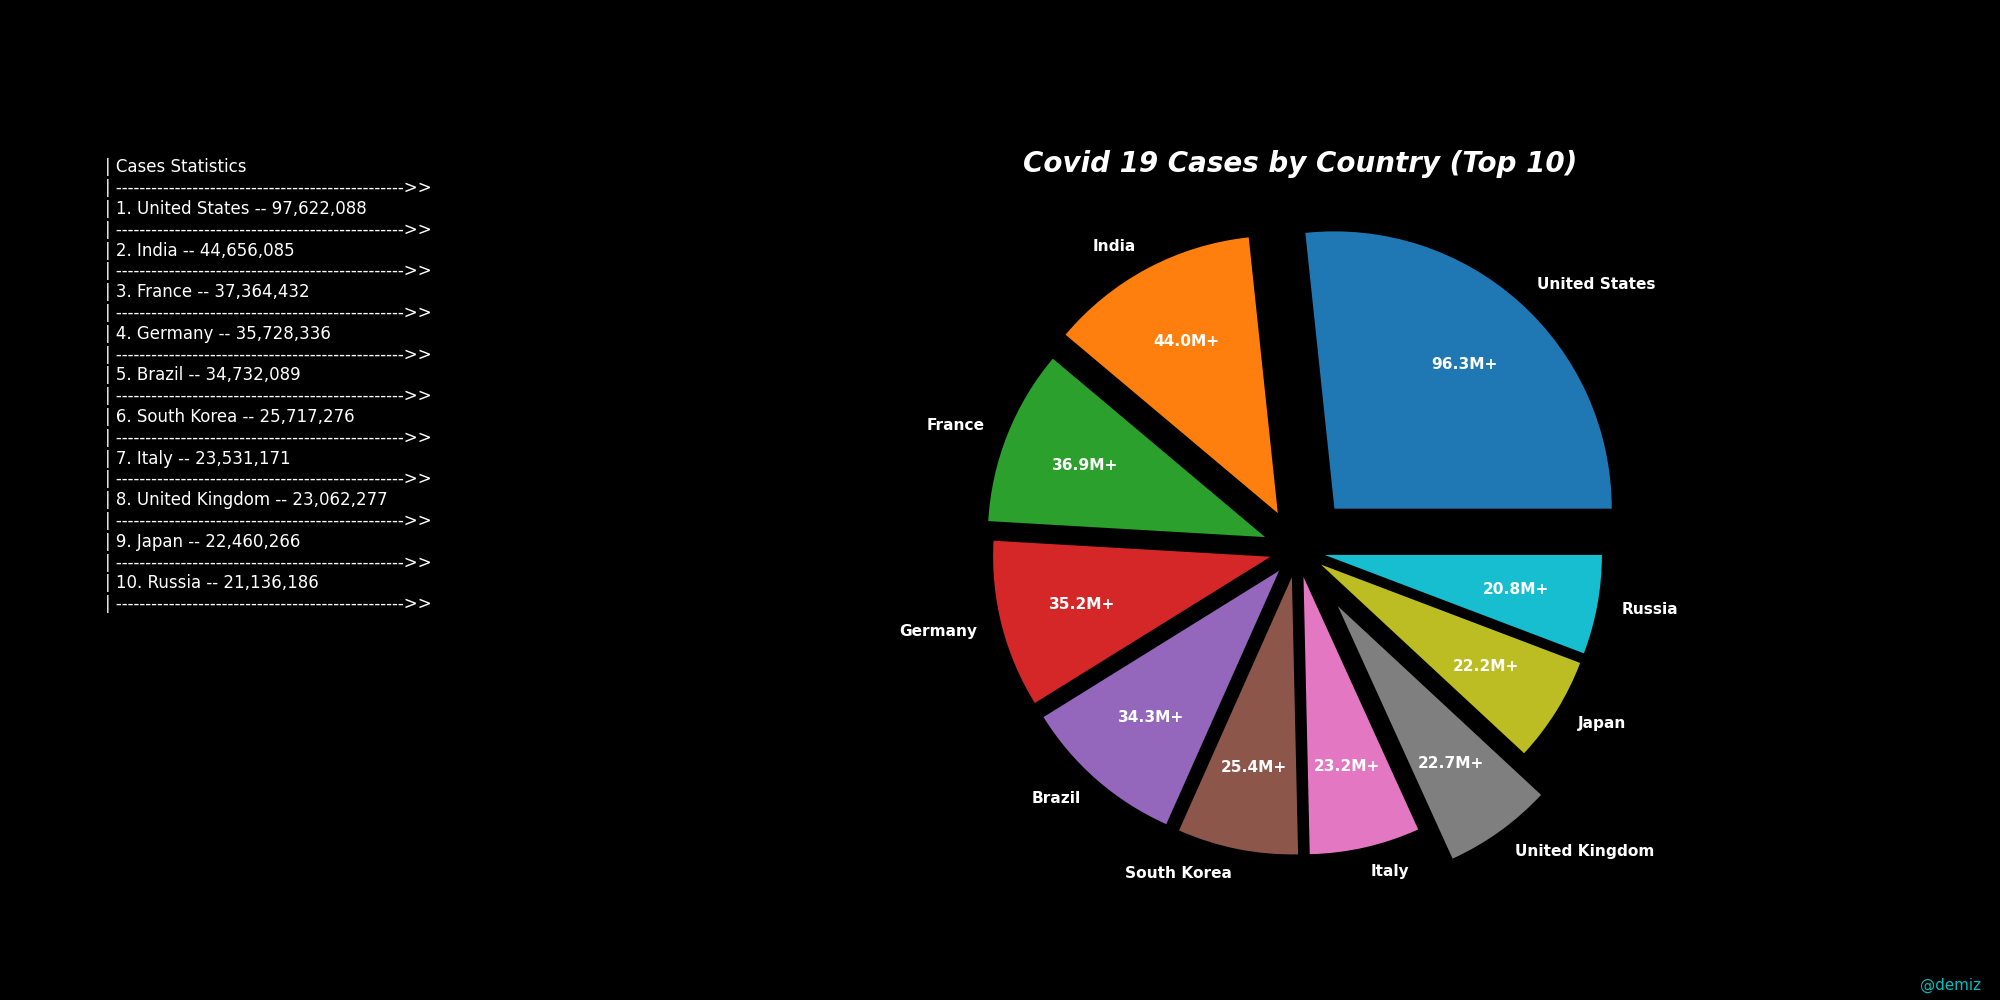 | Cases Statistics
| ------------------------------------------------->>
| 1. United States -- 97,622,088
| ------------------------------------------------->>
| 2. India -- 44,656,085
| ------------------------------------------------->>
| 3. France -- 37,364,432
| ------------------------------------------------->>
| 4. Germany -- 35,728,336
| ------------------------------------------------->>
| 5. Brazil -- 34,732,089
| ------------------------------------------------->>
| 6. South Korea -- 25,717,276
| ------------------------------------------------->>
| 7. Italy -- 23,531,171
| ------------------------------------------------->>
| 8. United Kingdom -- 23,062,277
| ------------------------------------------------->>
| 9. Japan -- 22,460,266
| ------------------------------------------------->>
| 10. Russia -- 21,136,186
| ------------------------------------------------->>
Covid 19 Cases by Country (Top 10)
United States
96.3M+
India
44.0M+
France
36.9M+
Germany
35.2M+
Brazil
34.3M+
South Korea
25.4M+
Italy
23.2M+
United Kingdom
22.7M+
Japan
22.2M+
Russia
20.8M+
@demiz